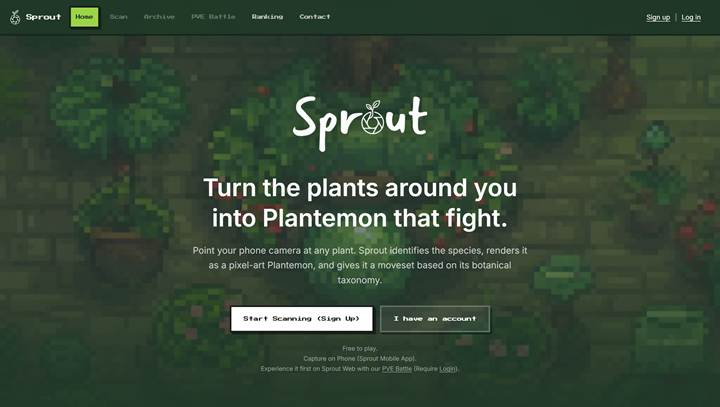 Sprout
Home
Scan
Archive
PVE Battle
Ranking
Contact
Sign up | Log in
Sprout
Turn the plants around you
into Plantemon that fight.
Point your phone camera at any plant. Sprout identifies the species, renders it
as a pixel-art Plantemon, and gives it a moveset based on its botanical
taxonomy.
Start Scanning (Sign Up)
I have an account
Free to play.
Capture on Phone (Sprout Mobile App).
Experience it first on Sprout Web with our PVE Battle (Require Login).